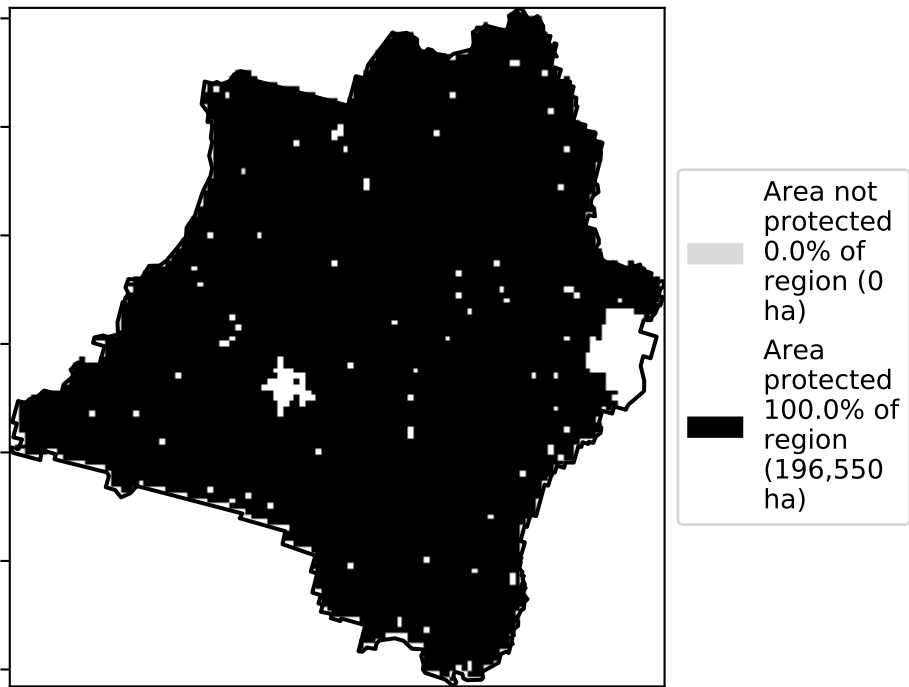 Area not
protected
0.0% of
region (0
ha)
Area
protected
100.0% of
region
(196,550
ha)